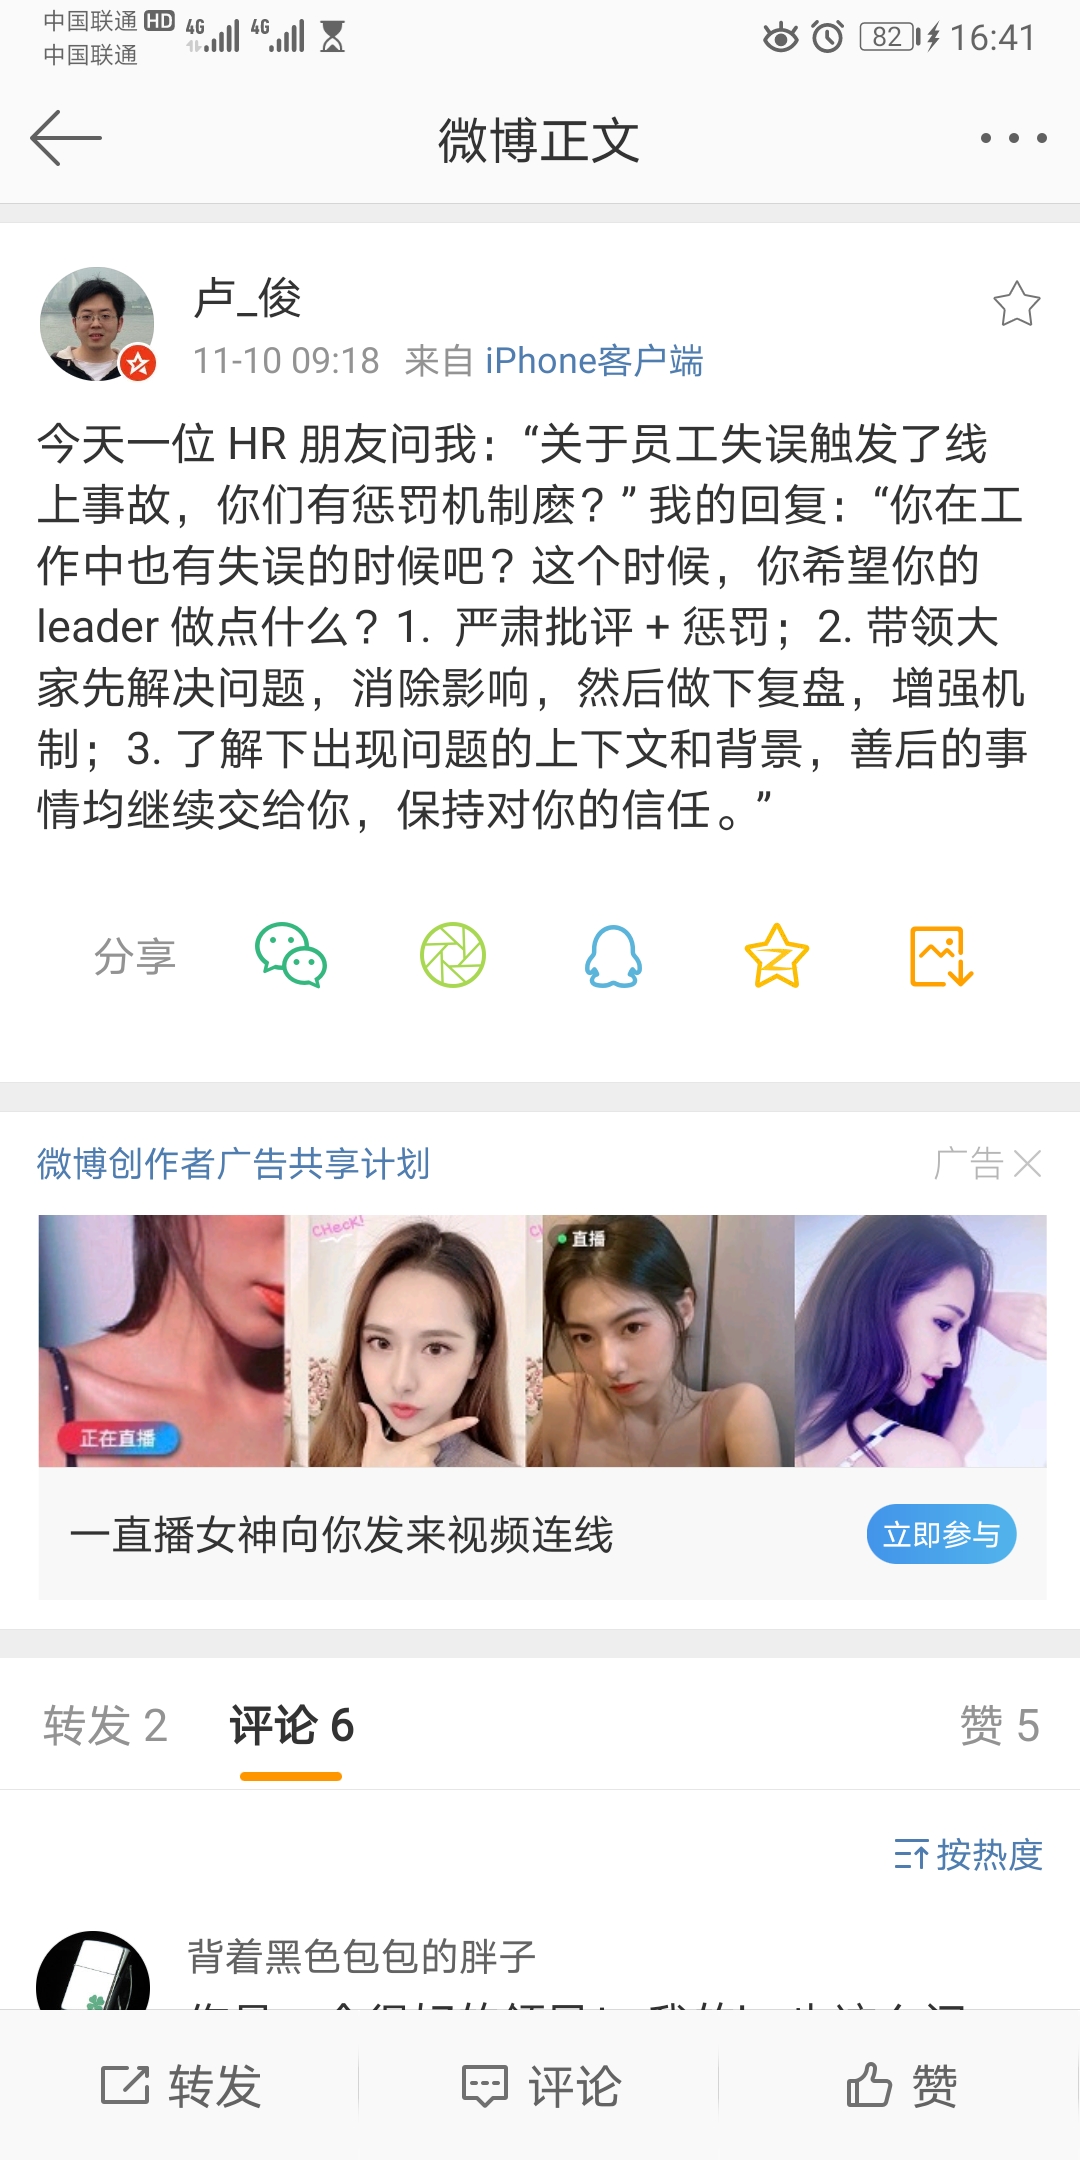 中国联通 HD 4G 4G 82 16:41
中国联通
微博正文
卢_俊
11-10 09:18 来自 iPhone客户端
今天一位 HR 朋友问我：“关于员工失误触发了线
上事故，你们有惩罚机制麽？” 我的回复：“你在工
作中也有失误的时候吧？这个时候，你希望你的
leader 做点什么？1. 严肃批评 + 惩罚；2. 带领大
家先解决问题，消除影响，然后做下复盘，增强机
制；3. 了解下出现问题的上下文和背景，善后的事
情均继续交给你，保持对你的信任。”
分享
微博创作者广告共享计划 广告
CHecK!
直播
正在直播
一直播女神向你发来视频连线 立即参与
转发 2 评论 6 赞 5
按热度
背着黑色包包的胖子
转发 评论 赞